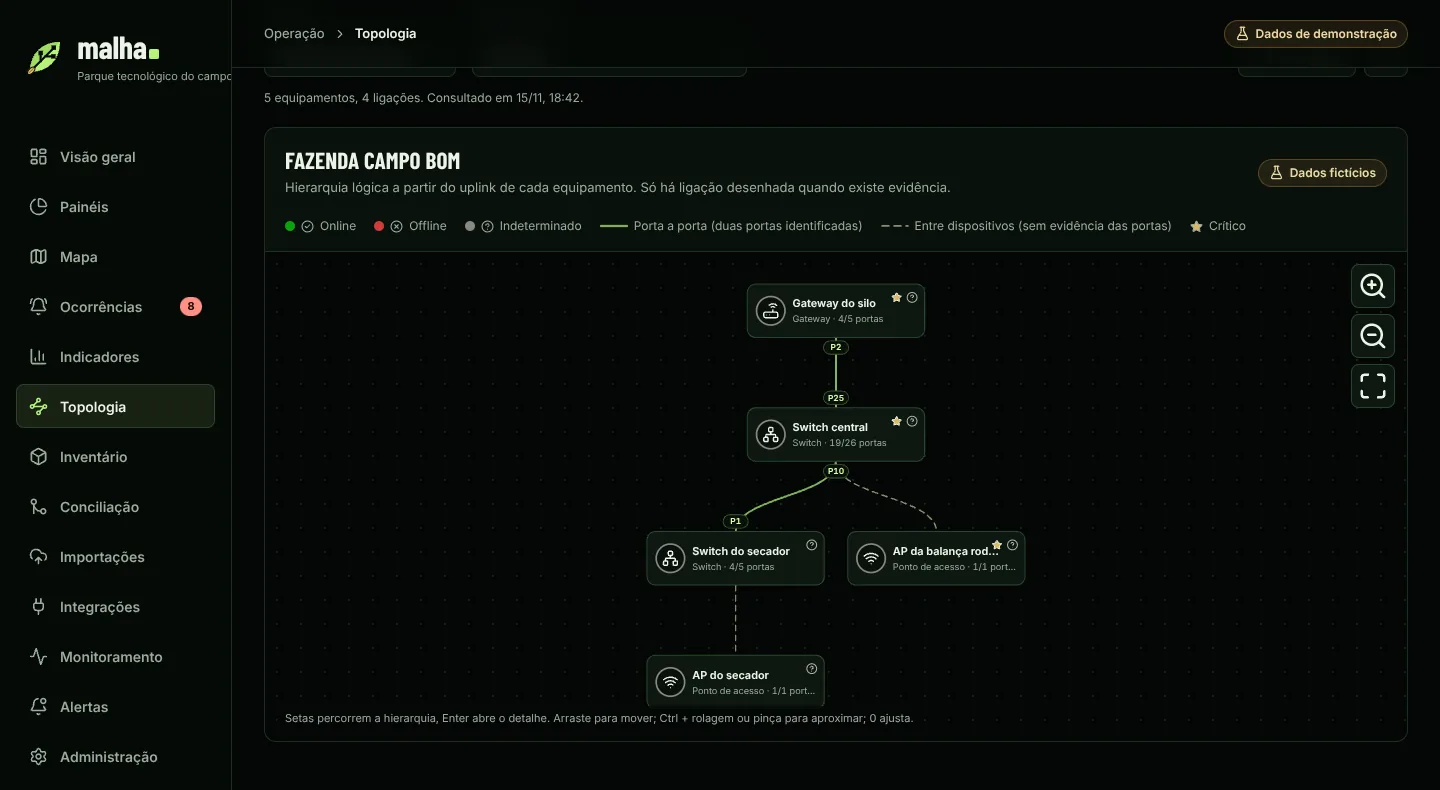 malha
Parque tecnológico do campo
Operação > Topologia
Dados de demonstração
5 equipamentos, 4 ligações. Consultado em 15/11, 18:42.
Visão geral
Painéis
Mapa
Ocorrências 8
Indicadores
Topologia
Inventário
Conciliação
Importações
Integrações
Monitoramento
Alertas
Administração
FAZENDA CAMPO BOM
Hierarquia lógica a partir do uplink de cada equipamento. Só há ligação desenhada quando existe evidência.
Dados fictícios
Online Offline Indeterminado Porta a porta (duas portas identificadas) Entre dispositivos (sem evidência das portas) Crítico
Gateway do silo
Gateway · 4/5 portas
P2
P25
Switch central
Switch · 19/26 portas
P10
P1
Switch do secador
Switch · 4/5 portas
AP da balança rod...
Ponto de acesso · 1/1 port...
AP do secador
Ponto de acesso · 1/1 port...
Setas percorrem a hierarquia, Enter abre o detalhe. Arraste para mover; Ctrl + rolagem ou pinça para aproximar; 0 ajusta.